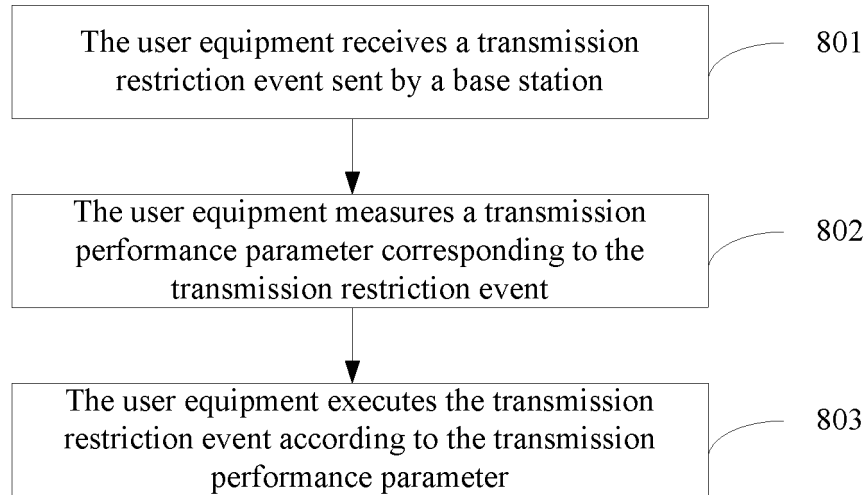 The user equipment receives a transmission
restriction event sent by a base station
801
The user equipment measures a transmission
performance parameter corresponding to the
transmission restriction event
802
The user equipment executes the transmission
restriction event according to the transmission
performance parameter
803